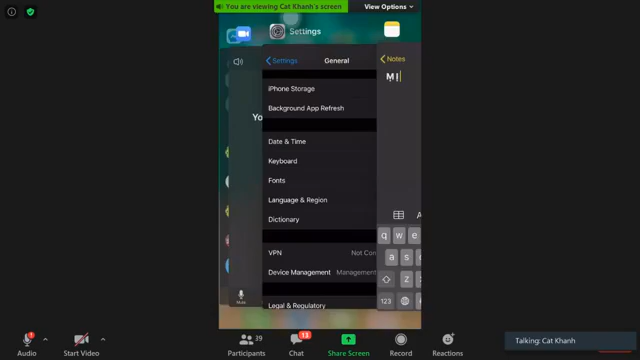 You are viewing Cat Khanh's screen
View Options
Settings
Settings
General
Notes
M I
iPhone Storage
Background App Refresh
Date & Time
Keyboard
Fonts
Language & Region
Dictionary
VPN
Not Con
Device Management
Management
Legal & Regulatory
Yo
q w e
a s
z
123
Audio
1
Start Video
39
Participants
13
Chat
Share Screen
Record
Reactions
Talking: Cat Khanh